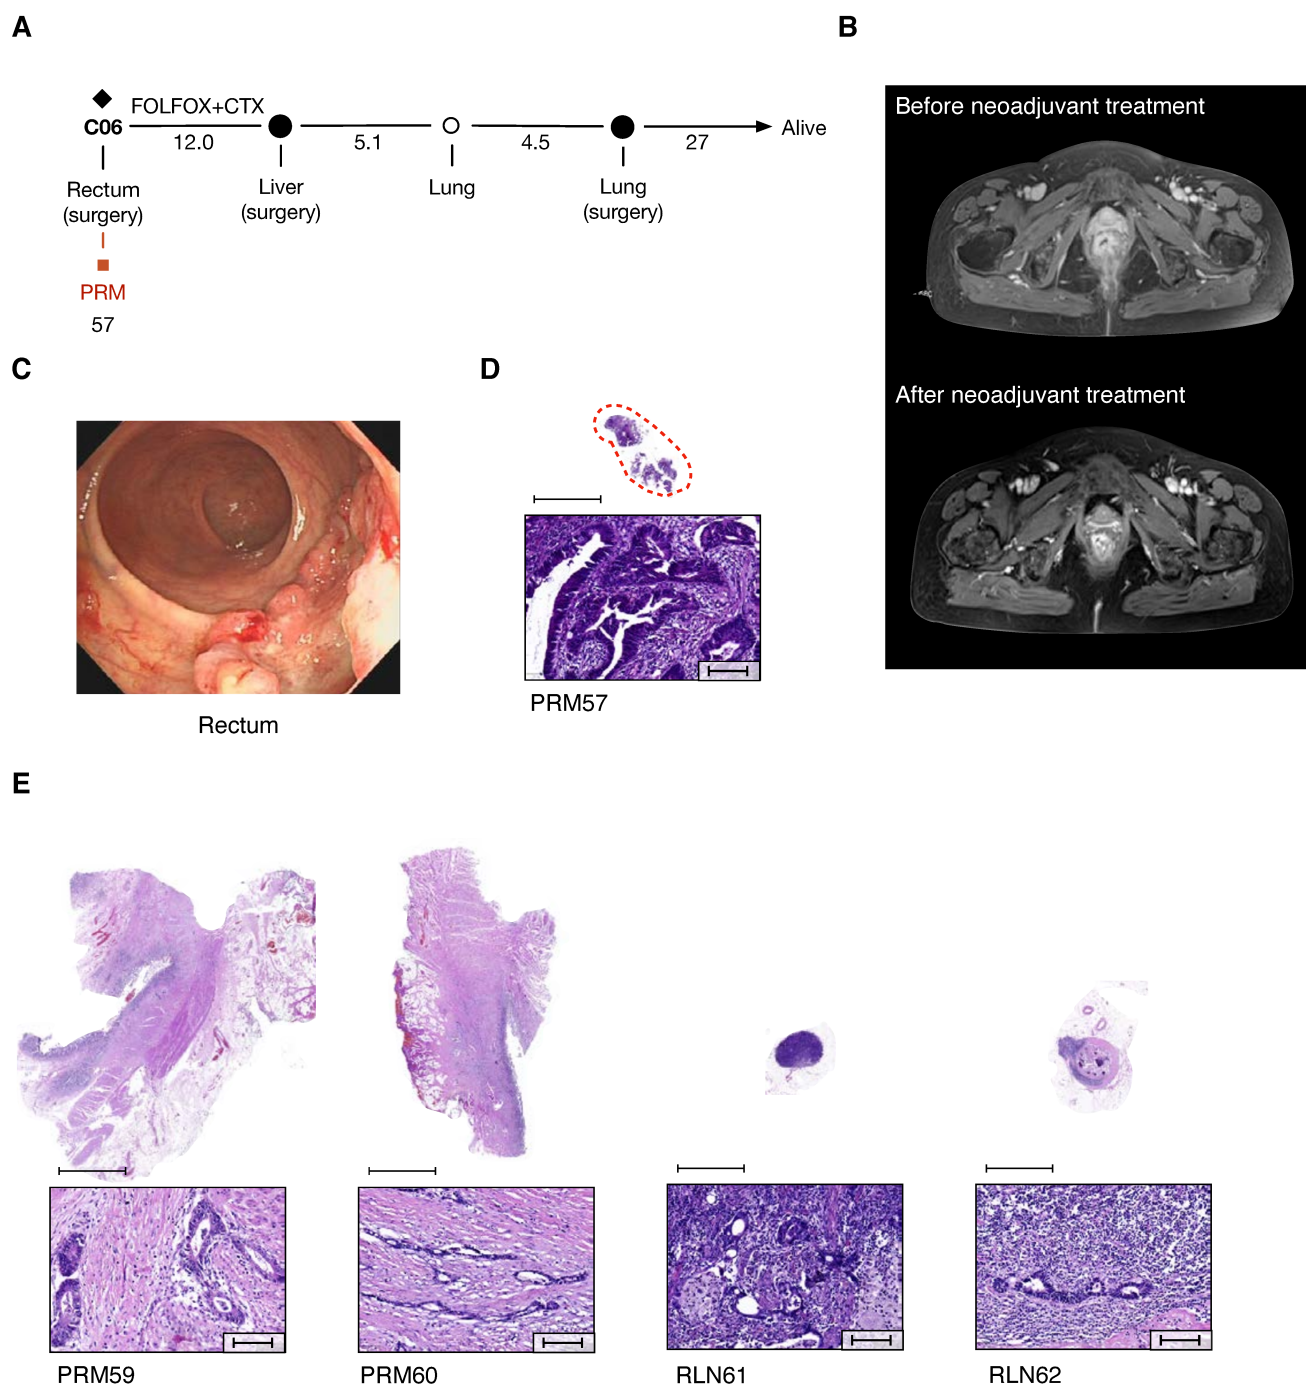 A
B
FOLFOX+CTX
C06
12.0
5.1
4.5
27
Alive
Rectum
(surgery)
Liver
(surgery)
Lung
Lung
(surgery)
PRM
57
Before neoadjuvant treatment
After neoadjuvant treatment
C
D
Rectum
PRM57
E
PRM59
PRM60
RLN61
RLN62